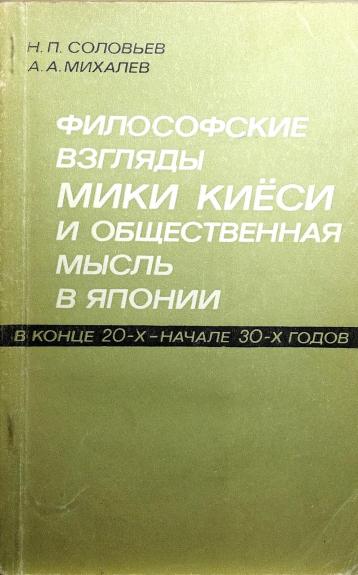 Н. П. СОЛОВЬЕВ
А. А. МИХАЛЕВ
ФИЛОСОФСКИЕ
ВЗГЛЯДЫ
МИКИ КИЁСИ
И ОБЩЕСТВЕННАЯ
МЫСЛЬ
В ЯПОНИИ
В КОНЦЕ 20-Х – НАЧАЛЕ 30-Х ГОДОВ